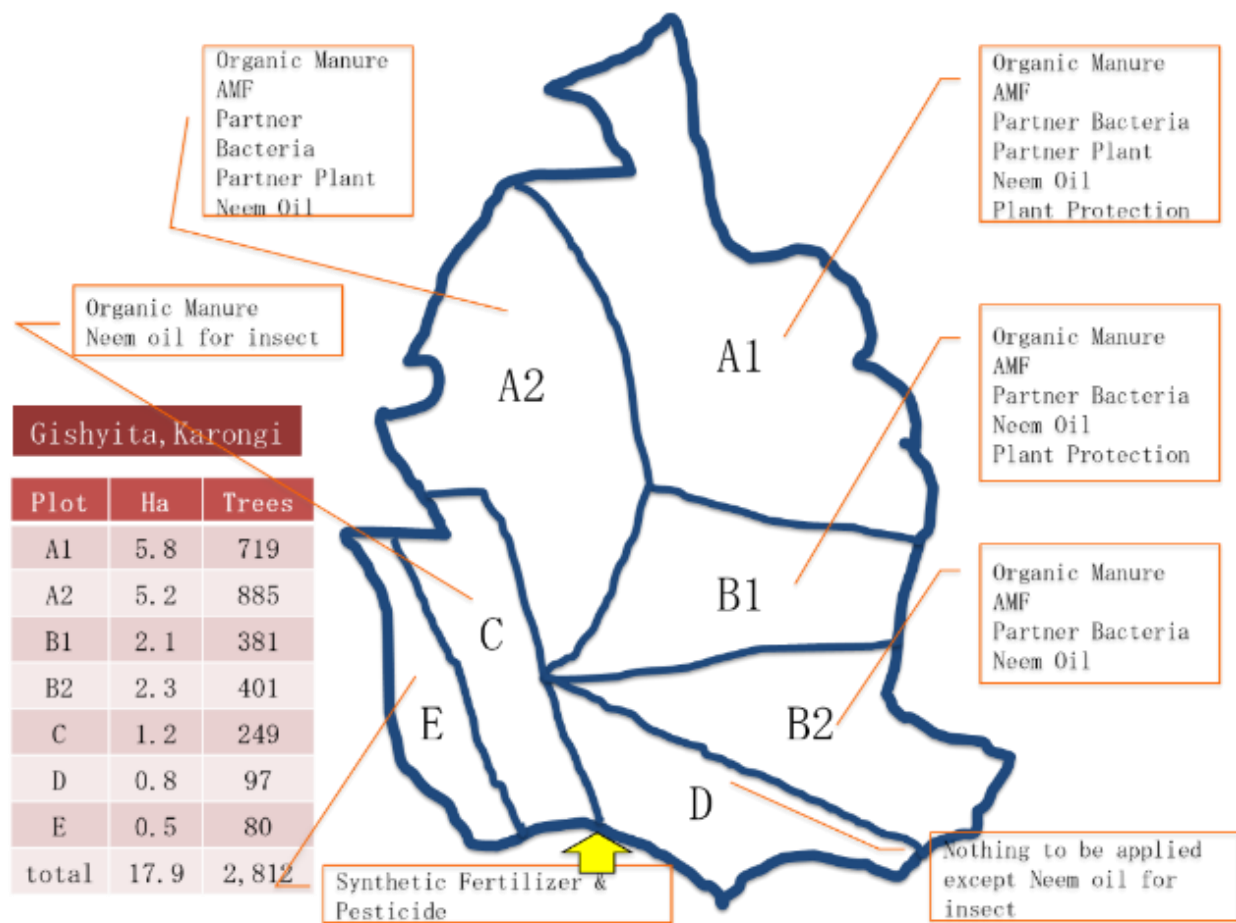 Organic Manure
AMF
Partner
Bacteria
Partner Plant
Neem Oil
Organic Manure
AMF
Partner Bacteria
Partner Plant
Neem Oil
Plant Protection
Organic Manure
Neem oil for insect
A1
A2
Organic Manure
AMF
Partner Bacteria
Neem Oil
Plant Protection
Gishyita,Karongi
Plot Ha Trees
A1 5.8 719
A2 5.2 885
B1 2.1 381
B2 2.3 401
C 1.2 249
D 0.8 97
E 0.5 80
total 17.9 2,812
B1
C
Organic Manure
AMF
Partner Bacteria
Neem Oil
E
B2
D
Synthetic Fertilizer &
Pesticide
Nothing to be applied
except Neem oil for
insect